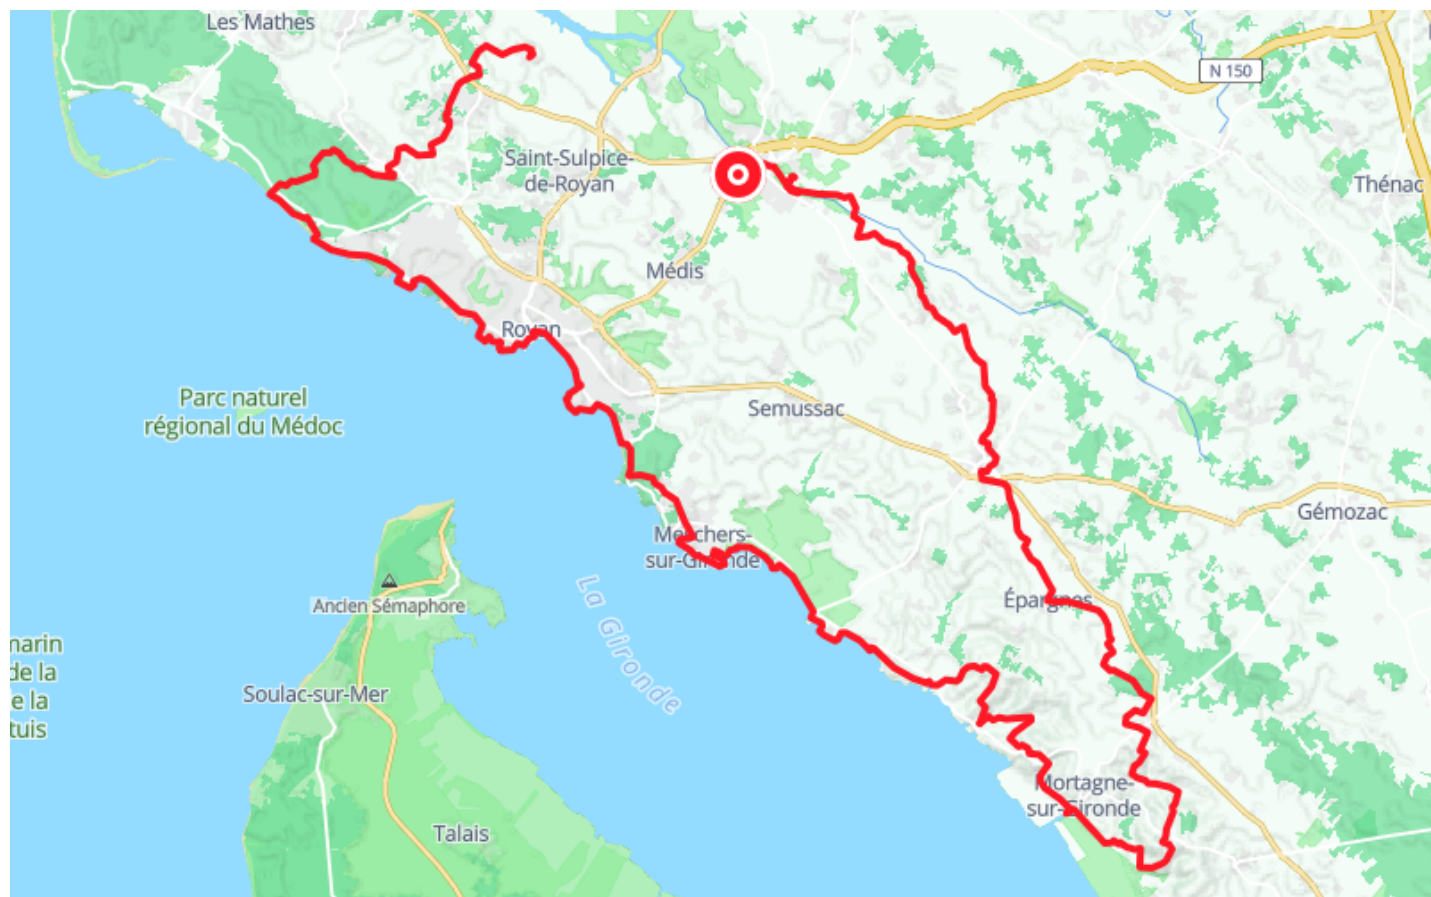 Les Mathes
N 150
Saint-Sulpice-
de-Royan
Thénac
Médis
Royan
Parc naturel
régional du Médoc
Semussac
Gémozac
Meschers-
sur-Gironde
Ancien Sémaphore
Épargnes
La Gironde
marin
de la
e la
tuis
Soulac-sur-Mer
Mortagne-
sur-Gironde
Talais